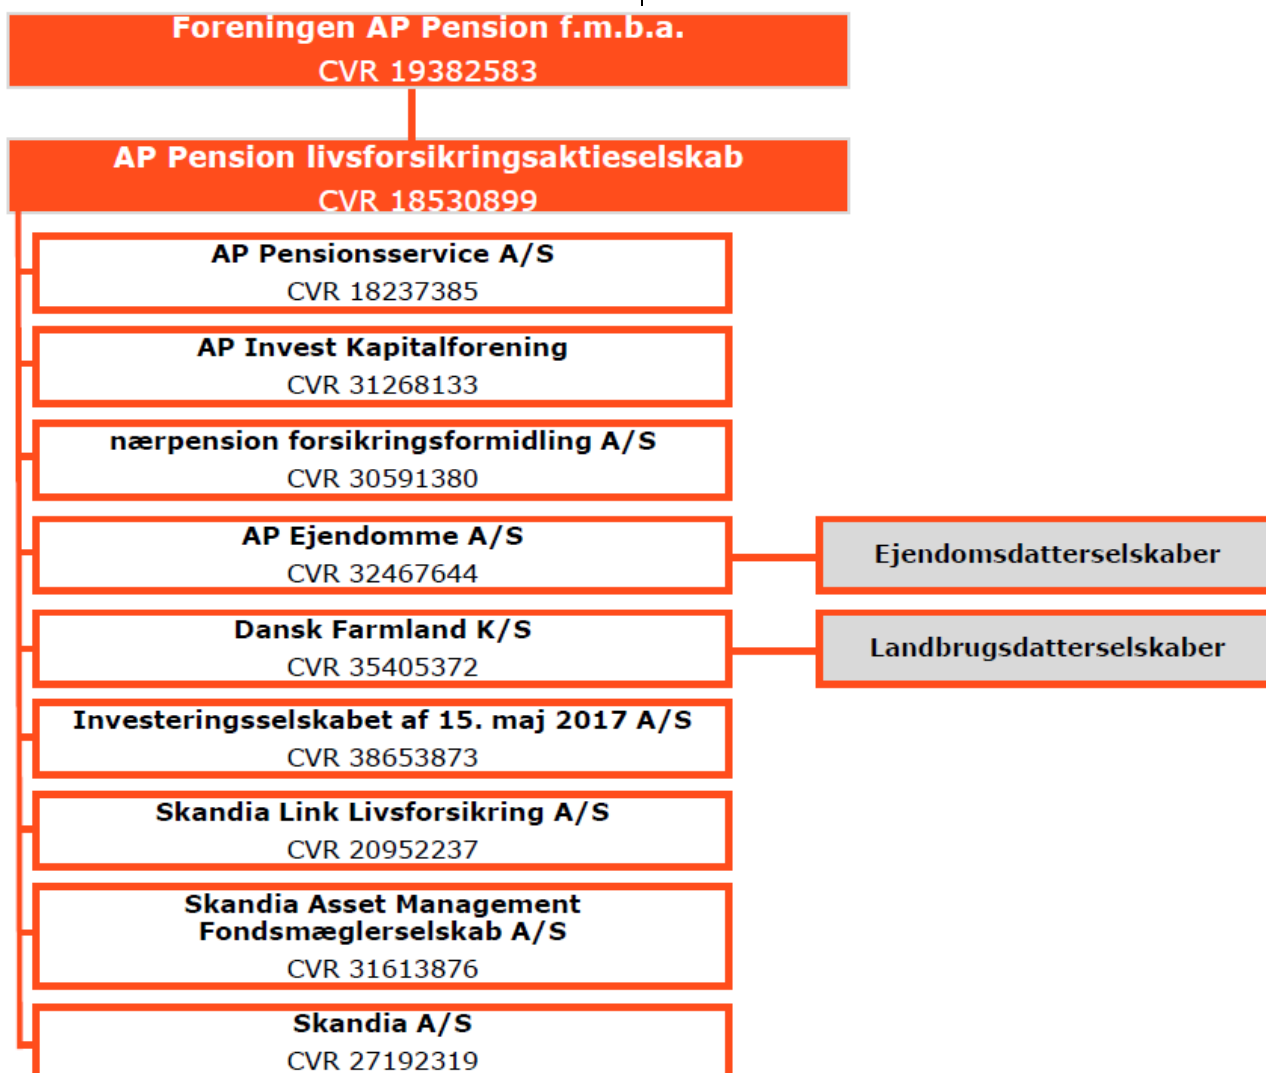 Foreningen AP Pension f.m.b.a.
CVR 19382583
AP Pension livsforsikringsaktieselskab
CVR 18530899
AP Pensionsservice A/S
CVR 18237385
AP Invest Kapitalforening
CVR 31268133
nærpension forsikringsformidling A/S
CVR 30591380
AP Ejendomme A/S
CVR 32467644
Ejendomsdatterselskaber
Dansk Farmland K/S
CVR 35405372
Landbrugsdatterselskaber
Investeringsselskabet af 15. maj 2017 A/S
CVR 38653873
Skandia Link Livsforsikring A/S
CVR 20952237
Skandia Asset Management
Fondsmæglerselskab A/S
CVR 31613876
Skandia A/S
CVR 27192319